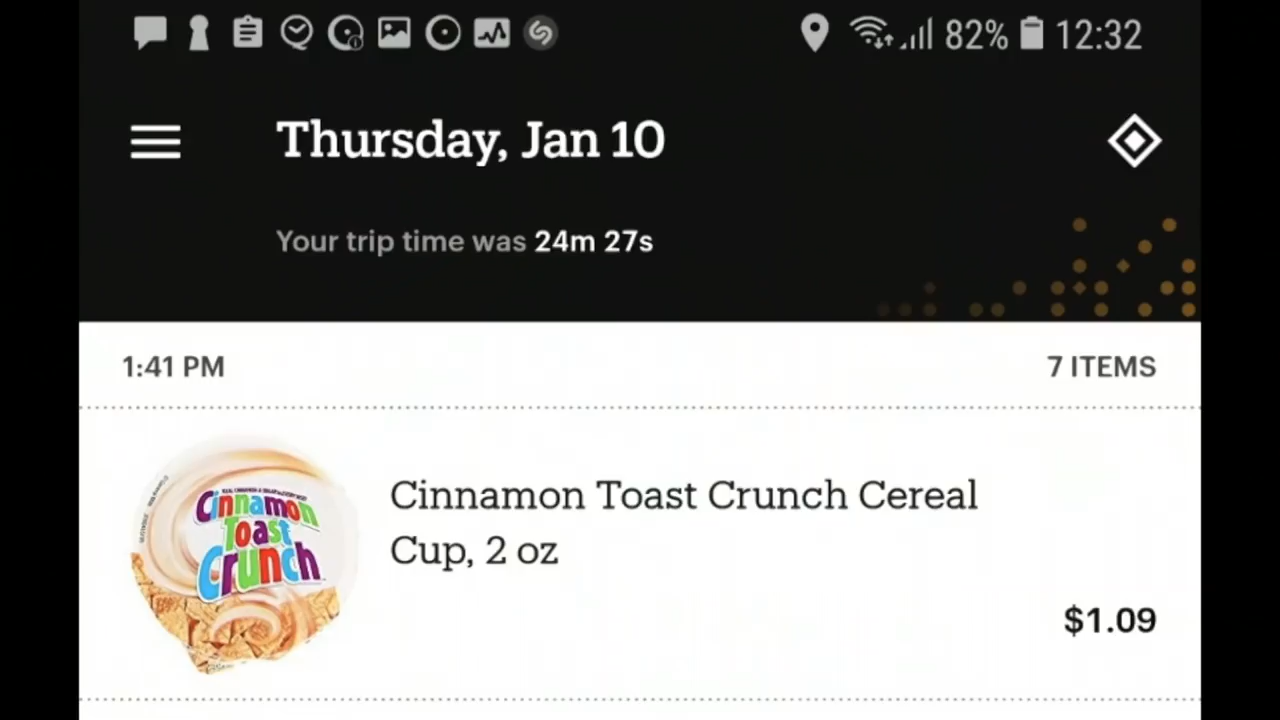 82% 12:32
Thursday, Jan 10
Your trip time was 24m 27s
1:41 PM 7 ITEMS
Cinnamon
Toast
Crunch
Cinnamon Toast Crunch Cereal
Cup, 2 oz
$1.09